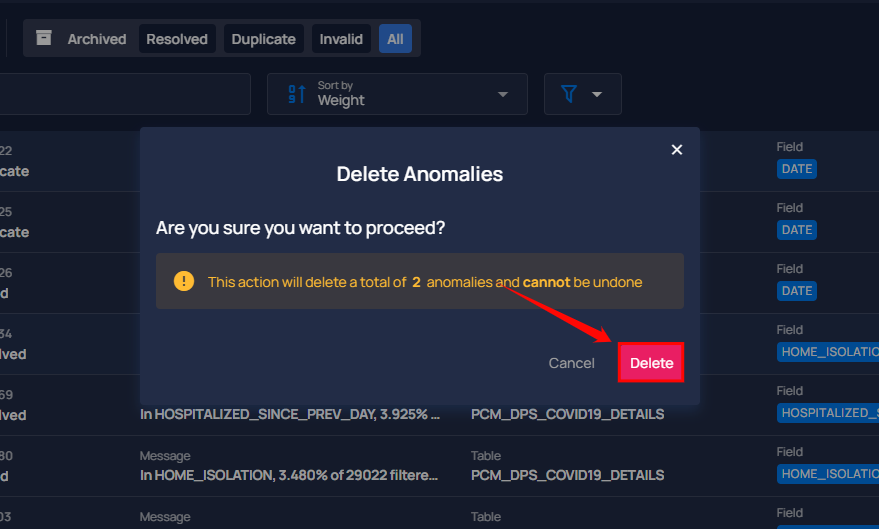 Archived Resolved Duplicate Invalid All
Sort by
Weight
22 Field
cate DATE
Delete Anomalies
25 Field
cate Are you sure you want to proceed? DATE
26 Field
d This action will delete a total of 2 anomalies and cannot be undone DATE
34 Field
lved HOME_ISOLATIO
Cancel Delete
69 Field
lved In HOSPITALIZED_SINCE_PREV_DAY, 3.925% ... PCM_DPS_COVID19_DETAILS HOSPITALIZED_S
80 Message Table Field
d In HOME_ISOLATION, 3.480% of 29022 filtere... PCM_DPS_COVID19_DETAILS HOME_ISOLATIO
03 Message Table Field